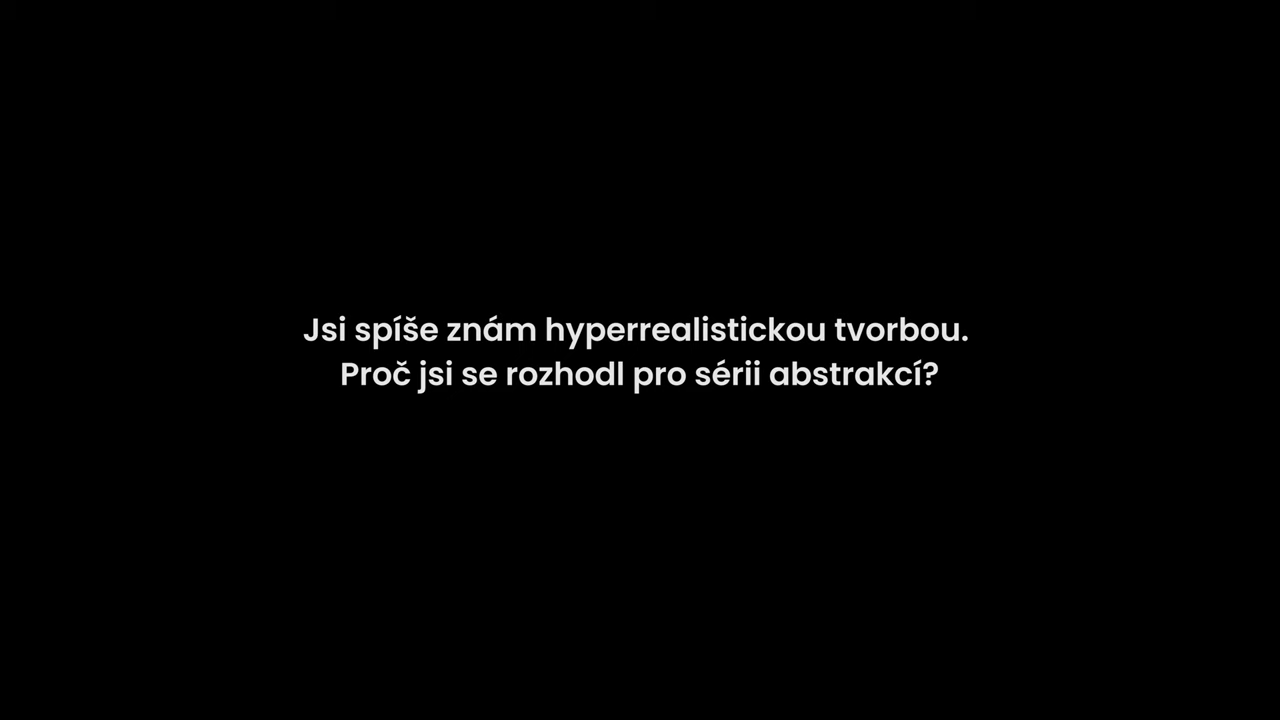 Jsi spíše znám hyperrealistickou tvorbou.
Proč jsi se rozhodl pro sérii abstrakcí?